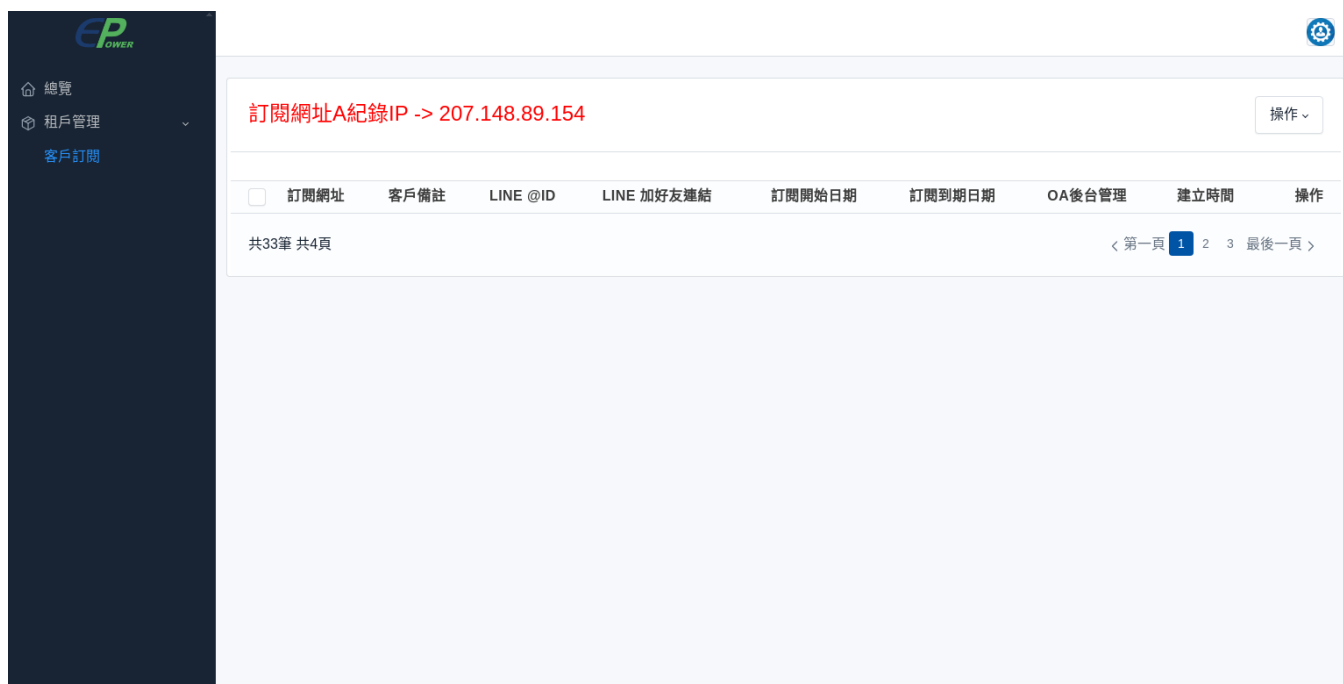 EPOWER
總覽
租戶管理
客戶訂閱
訂閱網址A紀錄IP -> 207.148.89.154
操作
訂閱網址 客戶備註 LINE @ID LINE 加好友連結 訂閱開始日期 訂閱到期日期 OA後台管理 建立時間 操作
共33筆 共4頁
第一頁 1 2 3 最後一頁